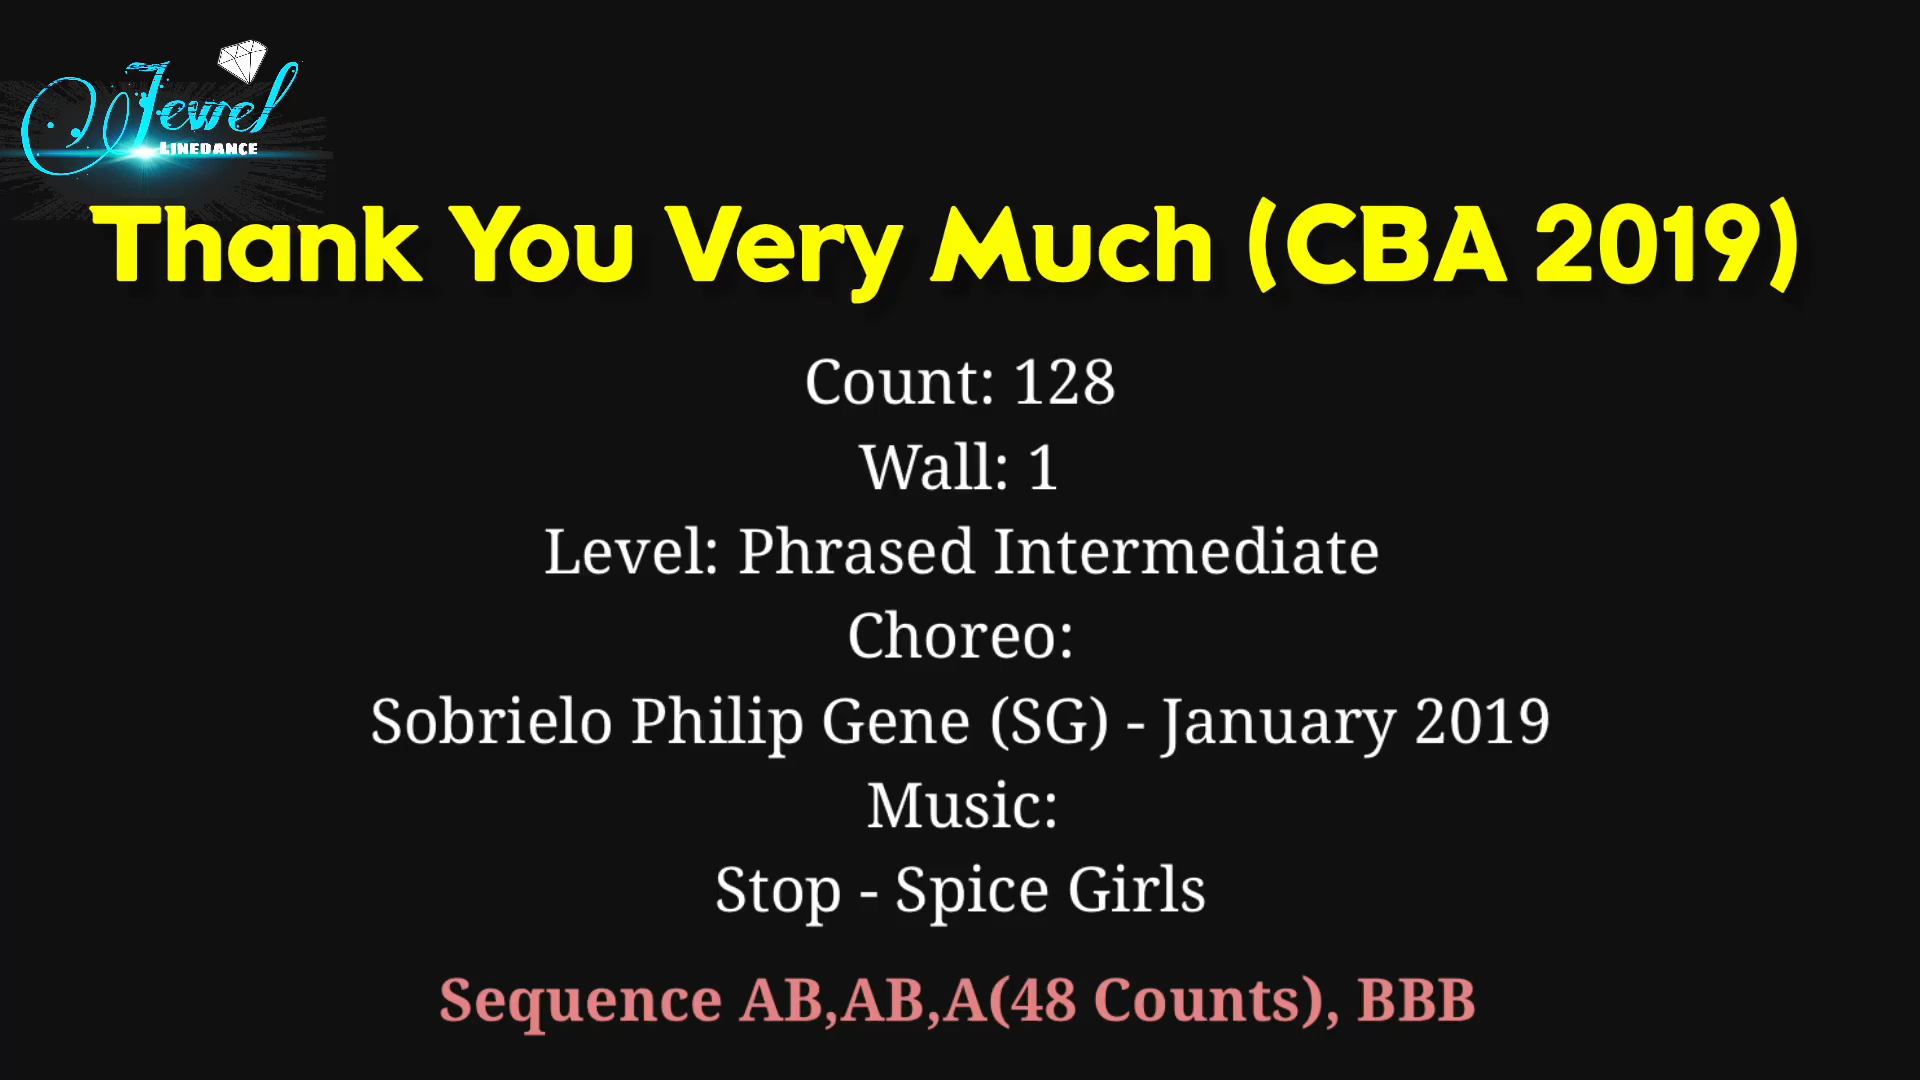 Jewel
LINEDANCE
Thank You Very Much (CBA 2019)
Count: 128
Wall: 1
Level: Phrased Intermediate
Choreo:
Sobrielo Philip Gene (SG) - January 2019
Music:
Stop - Spice Girls
Sequence AB,AB,A(48 Counts), BBB